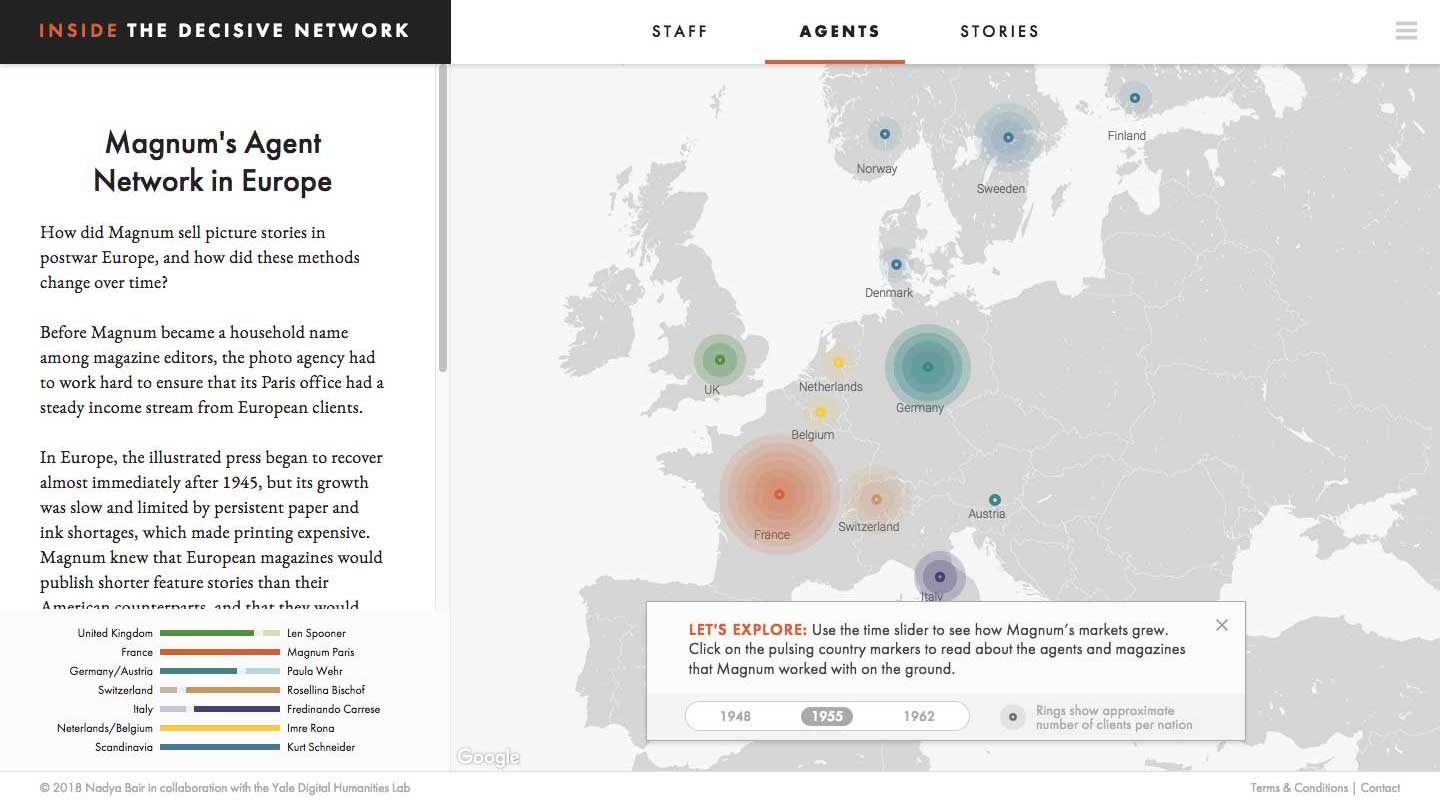 INSIDE THE DECISIVE NETWORK
STAFF
AGENTS
STORIES
Magnum's Agent
Network in Europe
How did Magnum sell picture stories in
postwar Europe, and how did these methods
change over time?
Before Magnum became a household name
among magazine editors, the photo agency had
to work hard to ensure that its Paris office had a
steady income stream from European clients.
In Europe, the illustrated press began to recover
almost immediately after 1945, but its growth
was slow and limited by persistent paper and
ink shortages, which made printing expensive.
Magnum knew that European magazines would
publish shorter feature stories than their
American counterparts, and that they would
United Kingdom Len Spooner
France Magnum Paris
Germany/Austria Paula Wehr
Switzerland Rosellina Bischof
Italy Fredinando Carrese
Neterlands/Belgium Imre Rona
Scandinavia Kurt Schneider
Finland
Norway
Sweeden
Denmark
UK
Netherlands
Germany
Belgium
France
Switzerland
Austria
Italy
LET'S EXPLORE: Use the time slider to see how Magnum's markets grew.
Click on the pulsing country markers to read about the agents and magazines
that Magnum worked with on the ground.
1948 1955 1962
Rings show approximate
number of clients per nation
Google
© 2018 Nadya Bair in collaboration with the Yale Digital Humanities Lab
Terms & Conditions | Contact